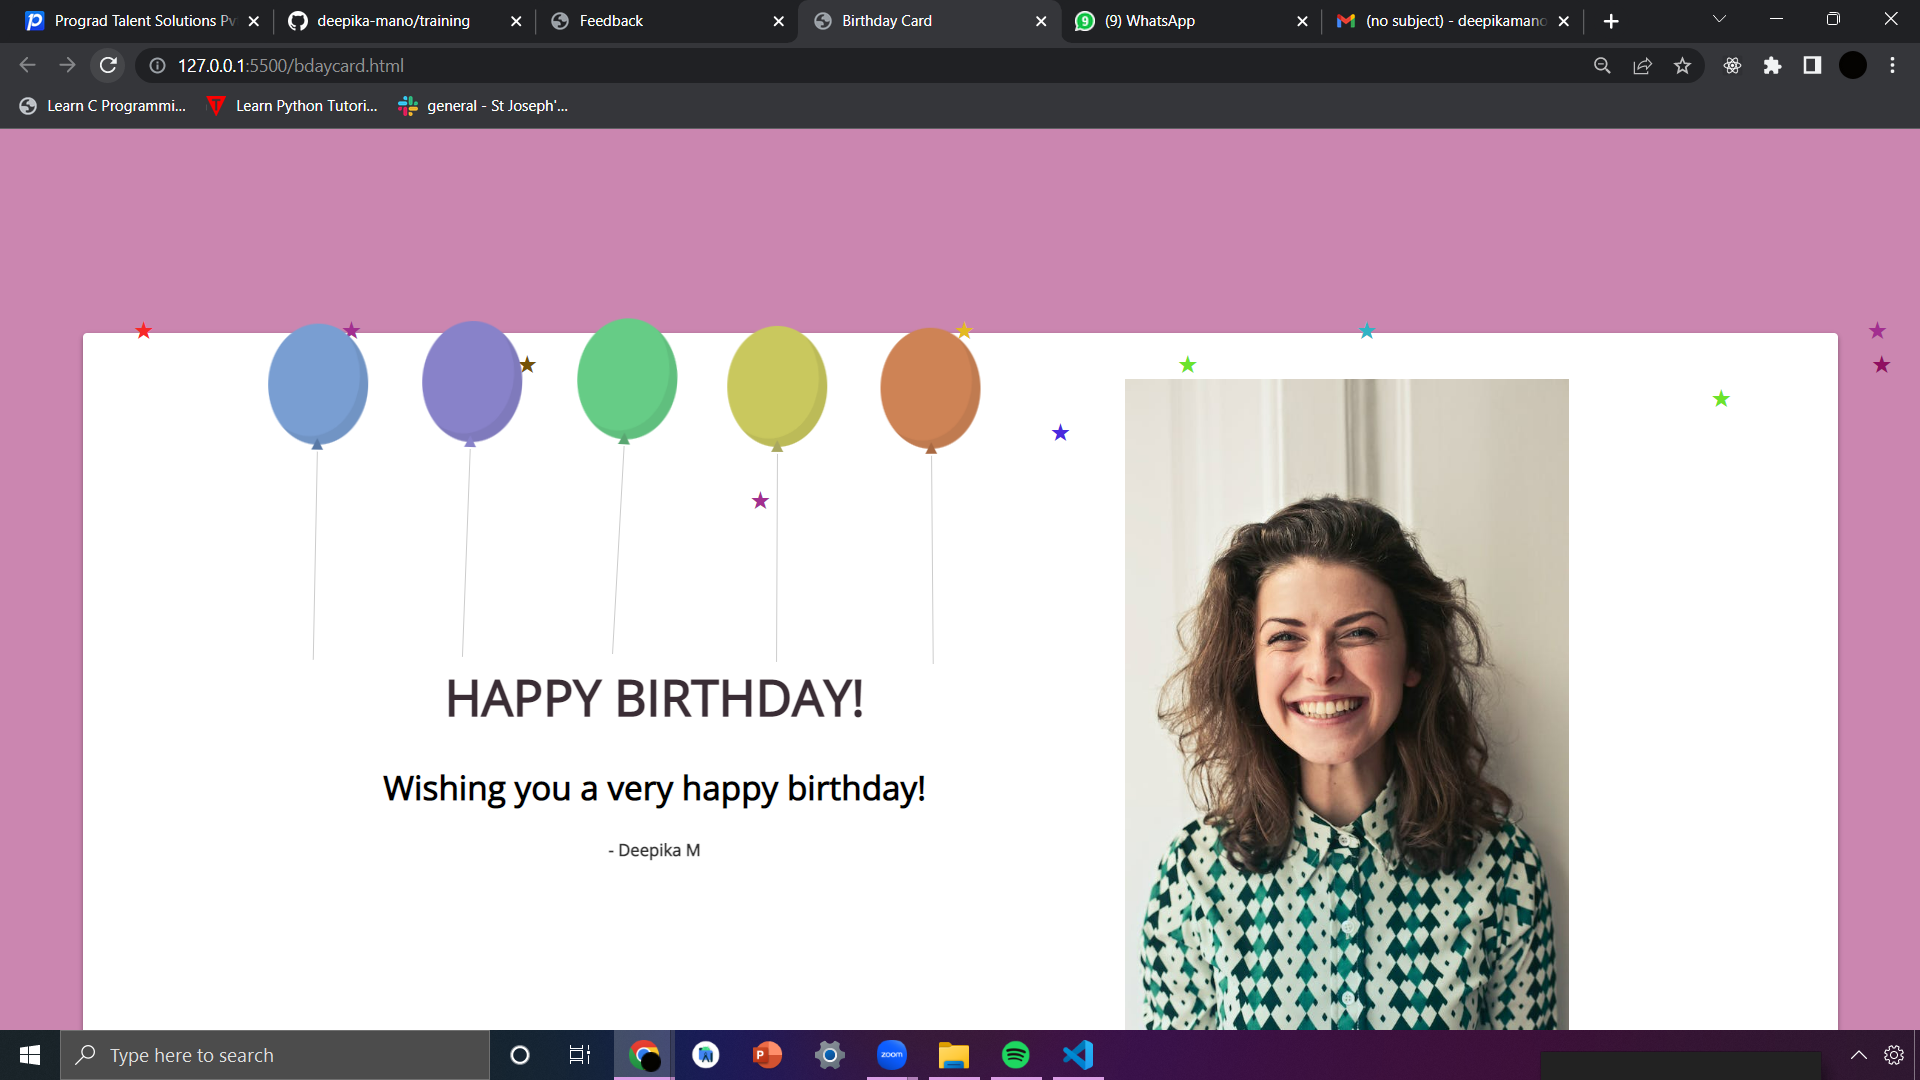 Prograd Talent Solutions Pv
deepika-mano/training
Feedback
Birthday Card
(9) WhatsApp
(no subject) - deepikamano
127.0.0.1:5500/bdaycard.html
Learn C Programmi...
Learn Python Tutori...
general - St Joseph'...
HAPPY BIRTHDAY!
Wishing you a very happy birthday!
- Deepika M
Type here to search
zoom